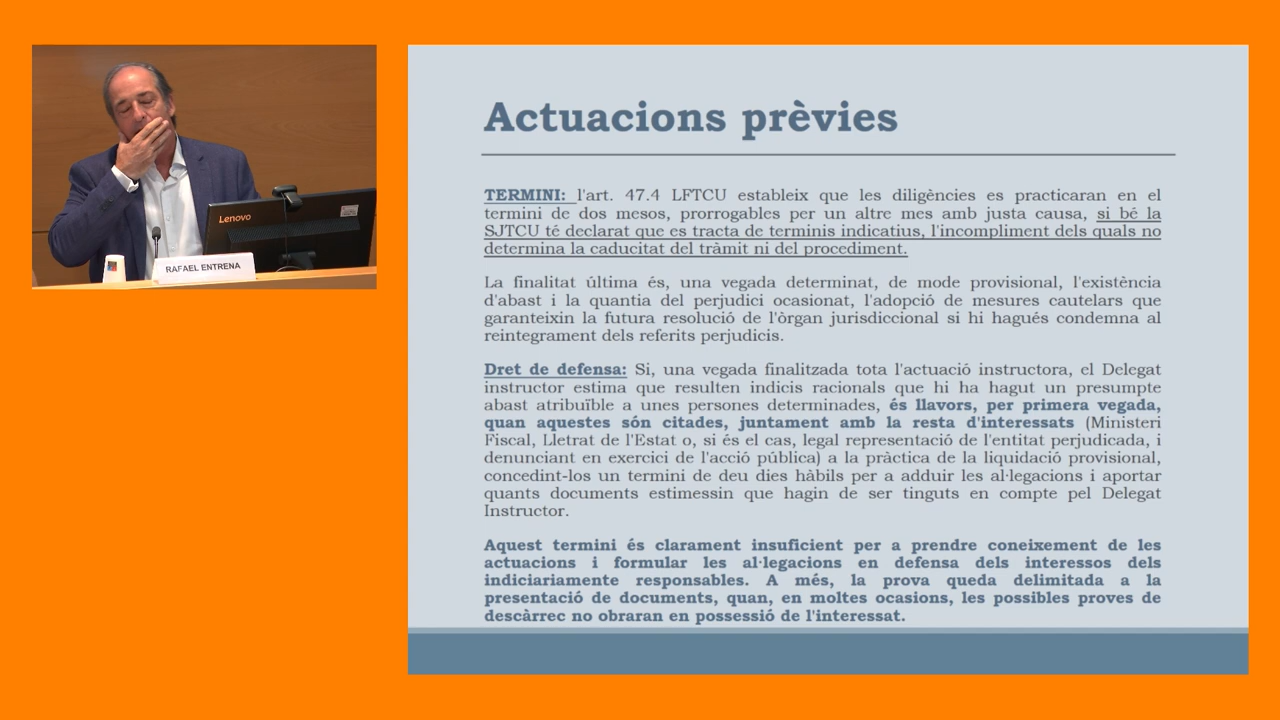 Lenovo
RAFAEL ENTRENA
Actuacions prèvies
TERMINI: l'art. 47.4 LFTCU estableix que les diligències es practicaran en el
termini de dos mesos, prorrogables per un altre mes amb justa causa, si bé la
SJTCU té declarat que es tracta de terminis indicatius, l'incompliment dels quals no
determina la caducitat del tràmit ni del procediment.
La finalitat última és, una vegada determinat, de mode provisional, l'existència
d'abast i la quantia del perjudici ocasionat, l'adopció de mesures cautelars que
garanteixin la futura resolució de l'òrgan jurisdiccional si hi hagués condemna al
reintegrament dels referits perjudicis.
Dret de defensa: Si, una vegada finalitzada tota l'actuació instructora, el Delegat
instructor estima que resulten indicis racionals que hi ha hagut un presumpte
abast atribuïble a unes persones determinades, és llavors, per primera vegada,
quan aquestes són citades, juntament amb la resta d'interessats (Ministeri
Fiscal, Lletrat de l'Estat o, si és el cas, legal representació de l'entitat perjudicada, i
denunciant en exercici de l'acció pública) a la pràctica de la liquidació provisional,
concedint-los un termini de deu dies hàbils per a adduir les al·legacions i aportar
quants documents estimessin que hagin de ser tinguts en compte pel Delegat
Instructor.
Aquest termini és clarament insuficient per a prendre coneixement de les
actuacions i formular les al·legacions en defensa dels interessos dels
indiciariament responsables. A més, la prova queda delimitada a la
presentació de documents, quan, en moltes ocasions, les possibles proves de
descàrrec no obraran en possessió de l'interessat.